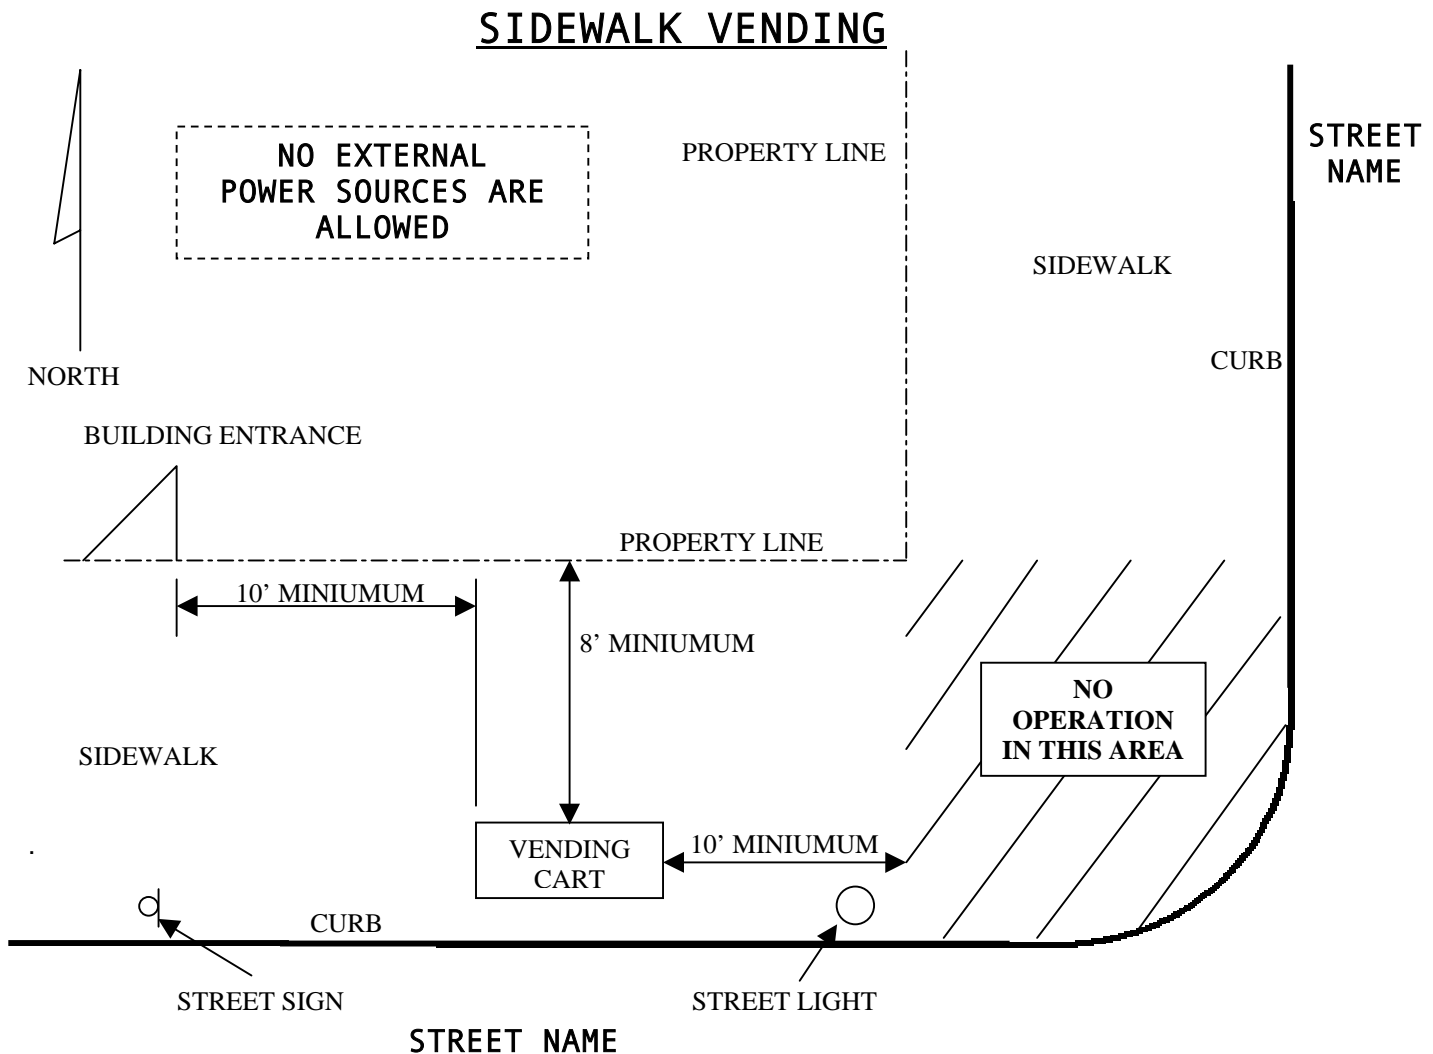 SIDEWALK VENDING
NO EXTERNAL
POWER SOURCES ARE
ALLOWED
PROPERTY LINE
STREET
NAME
SIDEWALK
CURB
NORTH
BUILDING ENTRANCE
PROPERTY LINE
10’ MINIUMUM
8’ MINIUMUM
NO
OPERATION
IN THIS AREA
SIDEWALK
VENDING
CART
10’ MINIUMUM
CURB
STREET SIGN
STREET LIGHT
STREET NAME